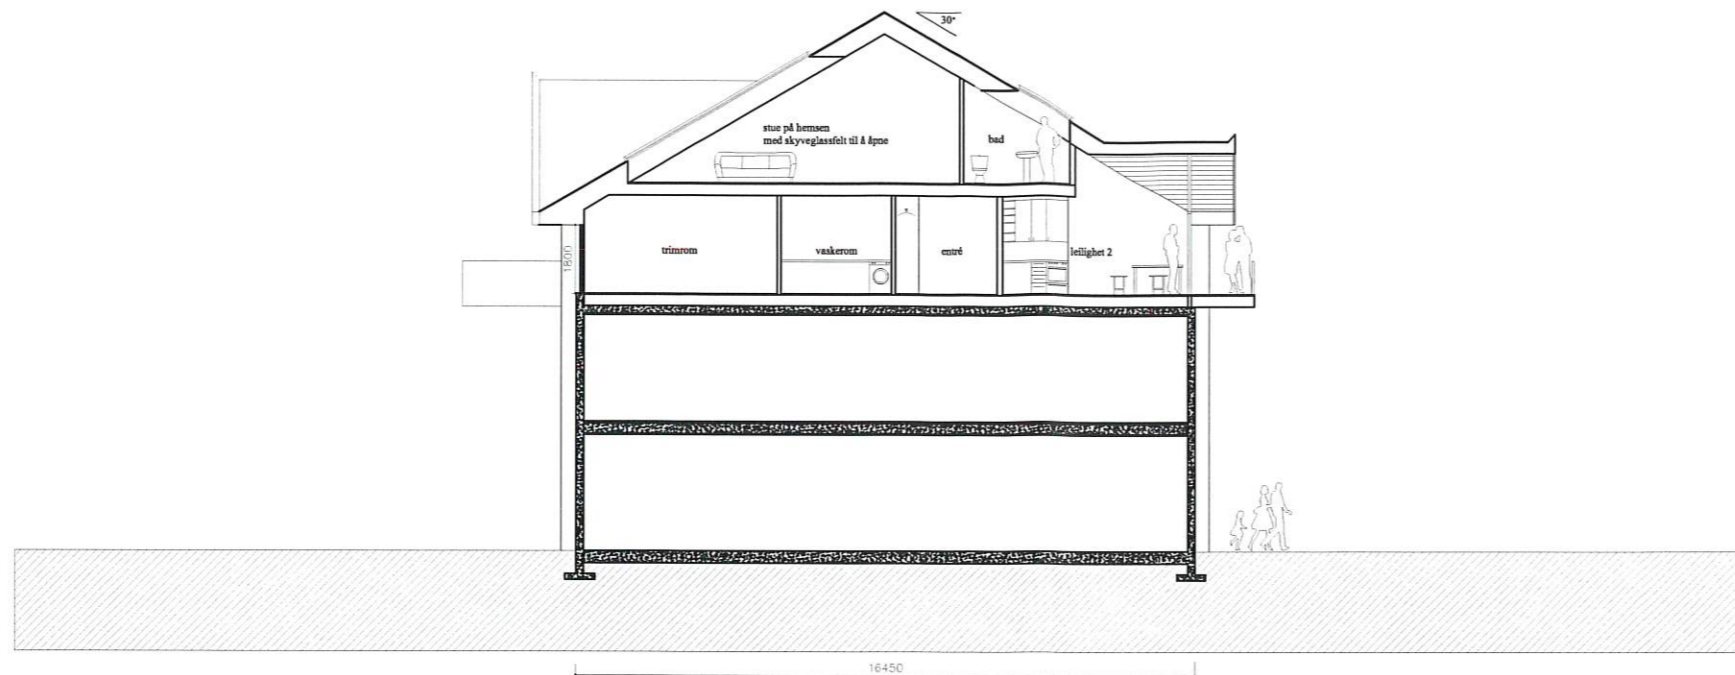 30°
stue på hemsen
med skyveglassfelt til å åpne
bad
trimrom
vaskerom
entré
leilighet 2
1800
16450